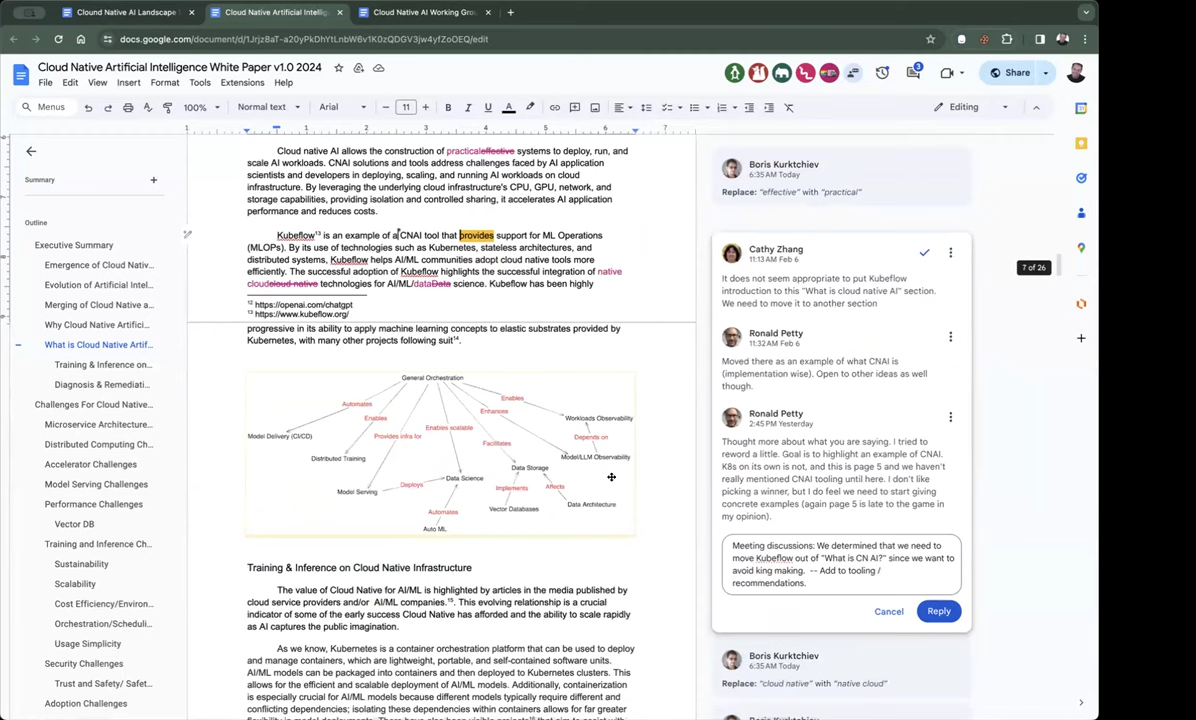 Clound Native AI Landscape
Cloud Native Artificial Intellig
Cloud Native AI Working Gro
docs.google.com/document/d/1Jrjz8aT-a20yPkDhYtLnbW6v1K0zQDGV3jw4yfZoOEQ/edit
Cloud Native Artificial Intelligence White Paper v1.0 2024
File Edit View Insert Format Tools Extensions Help
3
Share
Menus
100%
Normal text
Arial
11
Editing
1 1 2 3 4 5 6 7
Summary
Outline
Executive Summary
Emergence of Cloud Nativ...
Evolution of Artificial Intel...
Merging of Cloud Native a...
Why Cloud Native Artifici...
What is Cloud Native Artif...
Training & Inference on...
Diagnosis & Remediati...
Challenges For Cloud Native...
Microservice Architecture...
Distributed Computing Ch...
Accelerator Challenges
Model Serving Challenges
Performance Challenges
Vector DB
Training and Inference Ch...
Sustainability
Scalability
Cost Efficiency/Environ...
Orchestration/Scheduli...
Usage Simplicity
Security Challenges
Trust and Safety/ Safet...
Adoption Challenges
Cloud native AI allows the construction of practicaleffective systems to deploy, run, and
scale AI workloads. CNAI solutions and tools address challenges faced by AI application
scientists and developers in deploying, scaling, and running AI workloads on cloud
infrastructure. By leveraging the underlying cloud infrastructure's CPU, GPU, network, and
storage capabilities, providing isolation and controlled sharing, it accelerates AI application
performance and reduces costs.
Kubeflow13 is an example of a CNAI tool that provides support for ML Operations
(MLOPs). By its use of technologies such as Kubernetes, stateless architectures, and
distributed systems, Kubeflow helps AI/ML communities adopt cloud native tools more
efficiently. The successful adoption of Kubeflow highlights the successful integration of native
cloudcloud native technologies for AI/ML/dataData science. Kubeflow has been highly
12 https://openai.com/chatgpt
13 https://www.kubeflow.org/
progressive in its ability to apply machine learning concepts to elastic substrates provided by
Kubernetes, with many other projects following suit14.
General Orchestration
Automates
Enables
Enables
Enhances
Workloads Observability
Enables scalable
Model Delivery (CI/CD)
Provides infra for
Depends on
Facilitates
Distributed Training
Model/LLM Observability
Data Storage
Data Science
Deploys
Implements
Affects
Model Serving
Data Architecture
Vector Databases
Automates
Auto ML
Training & Inference on Cloud Native Infrastructure
The value of Cloud Native for AI/ML is highlighted by articles in the media published by
cloud service providers and/or AI/ML companies.15. This evolving relationship is a crucial
indicator of some of the early success Cloud Native has afforded and the ability to scale rapidly
as AI captures the public imagination.
As we know, Kubernetes is a container orchestration platform that can be used to deploy
and manage containers, which are lightweight, portable, and self-contained software units.
AI/ML models can be packaged into containers and then deployed to Kubernetes clusters. This
allows for the efficient and scalable deployment of AI/ML models. Additionally, containerization
is especially crucial for AI/ML models because different models typically require different and
conflicting dependencies; isolating these dependencies within containers allows for far greater
Boris Kurktchiev
6:35 AM Today
Replace: "effective" with "practical"
Cathy Zhang
11:13 AM Feb 6
It does not seem appropriate to put Kubeflow
introduction to this "What is cloud native AI" section.
We need to move it to another section
Ronald Petty
11:32 AM Feb 6
Moved there as an example of what CNAI is
(implementation wise). Open to other ideas as well
though.
Ronald Petty
2:45 PM Yesterday
Thought more about what you are saying. I tried to
reword a little. Goal is to highlight an example of CNAI.
K8s on its own is not, and this is page 5 and we haven't
really mentioned CNAI tooling until here. I don't like
picking a winner, but I do feel we need to start giving
concrete examples (again page 5 is late to the game in
my opinion).
Meeting discussions: We determined that we need to
move Kubeflow out of "What is CN AI?" since we want to
avoid king making. -- Add to tooling /
recommendations.
Cancel
Reply
Boris Kurktchiev
6:35 AM Today
Replace: "cloud native" with "native cloud"
7 of 26